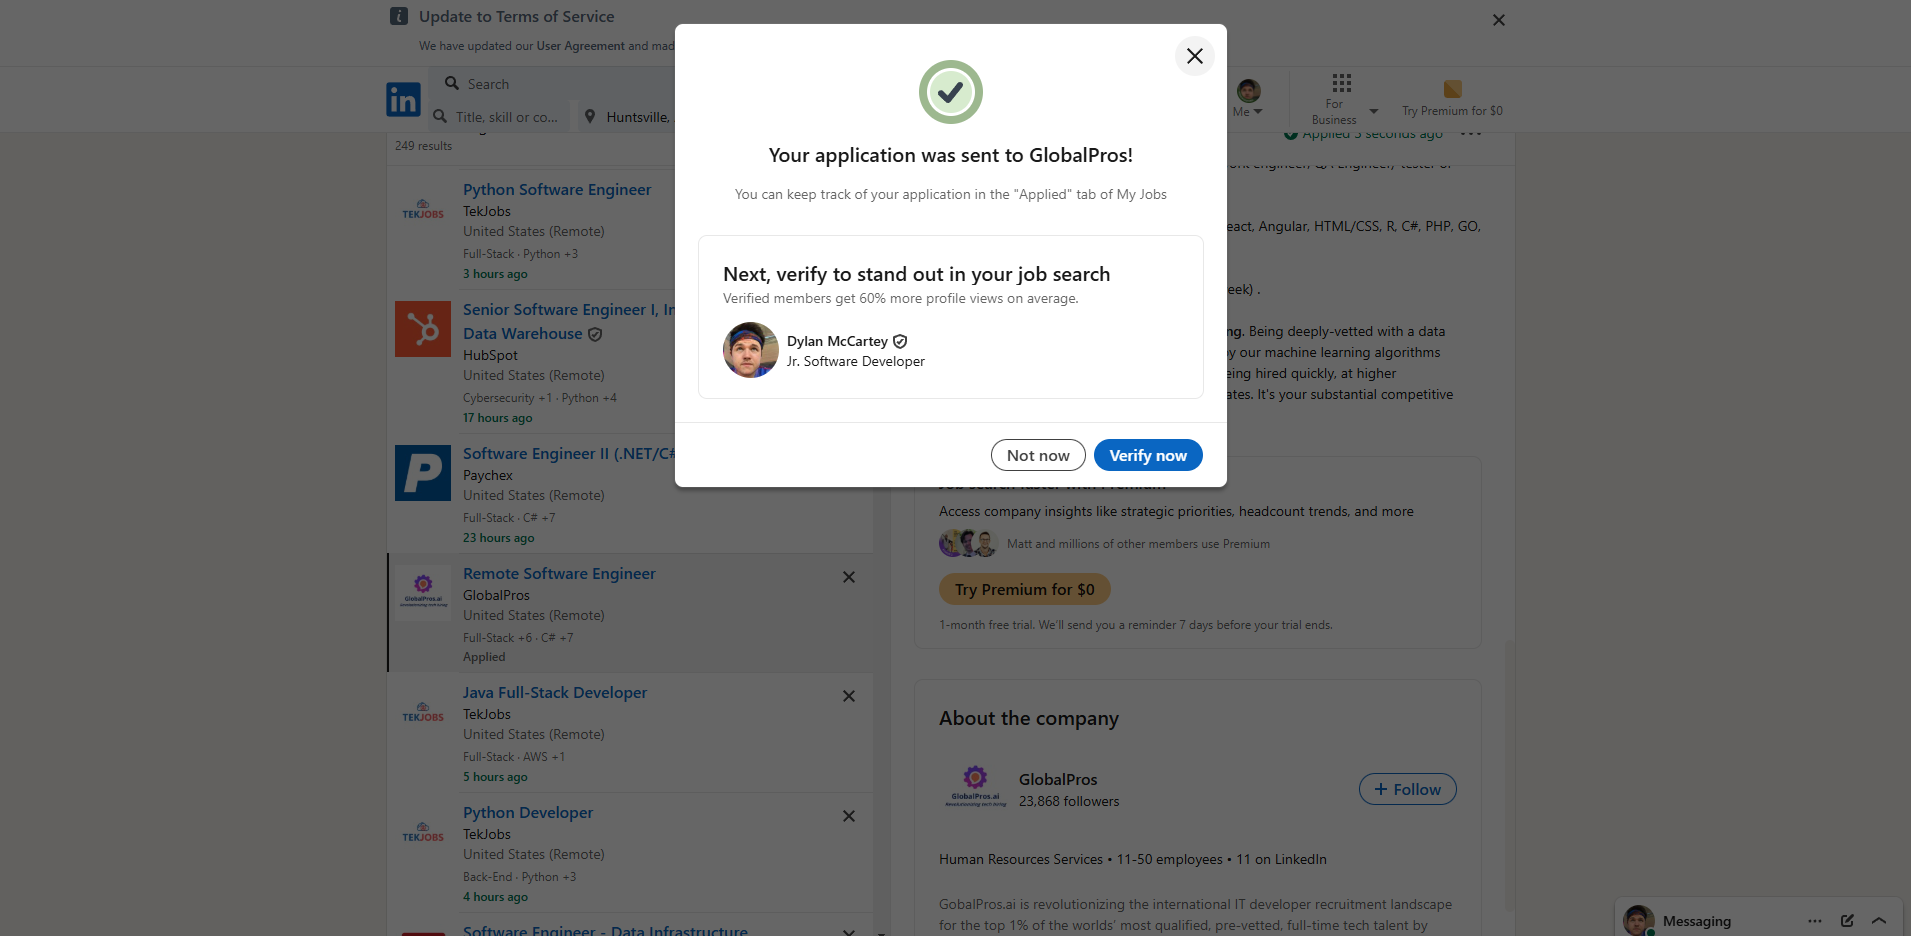 Update to Terms of Service
We have updated our User Agreement and mad
in
Search
Title, skill or co...
Huntsville,
Me
For
Business
Try Premium for $0
249 results
Applied 3 seconds ago
Python Software Engineer
TekJobs
United States (Remote)
Full-Stack · Python +3
3 hours ago
TEKJOBS
Senior Software Engineer I, In
Data Warehouse
HubSpot
United States (Remote)
Cybersecurity +1 · Python +4
17 hours ago
Software Engineer II (.NET/C#
Paychex
United States (Remote)
Full-Stack · C# +7
23 hours ago
P
Remote Software Engineer
GlobalPros
United States (Remote)
Full-Stack +6 · C# +7
Applied
GlobalPros.ai
Java Full-Stack Developer
TekJobs
United States (Remote)
Full-Stack · AWS +1
5 hours ago
TEKJOBS
Python Developer
TekJobs
United States (Remote)
Back-End · Python +3
4 hours ago
TEKJOBS
Software Engineer - Data Infrastructure
Your application was sent to GlobalPros!
You can keep track of your application in the "Applied" tab of My Jobs
Next, verify to stand out in your job search
Verified members get 60% more profile views on average.
Dylan McCartey
Jr. Software Developer
Not now
Verify now
eact, Angular, HTML/CSS, R, C#, PHP, GO,
eek) .
ng. Being deeply-vetted with a data
y our machine learning algorithms
eing hired quickly, at higher
ates. It's your substantial competitive
Job search faster with Premium
Access company insights like strategic priorities, headcount trends, and more
Matt and millions of other members use Premium
Try Premium for $0
1-month free trial. We'll send you a reminder 7 days before your trial ends.
About the company
GlobalPros.ai
GlobalPros
23,868 followers
+ Follow
Human Resources Services • 11-50 employees • 11 on LinkedIn
GobalPros.ai is revolutionizing the international IT developer recruitment landscape
for the top 1% of the worlds' most qualified, pre-vetted, full-time tech talent by
Messaging